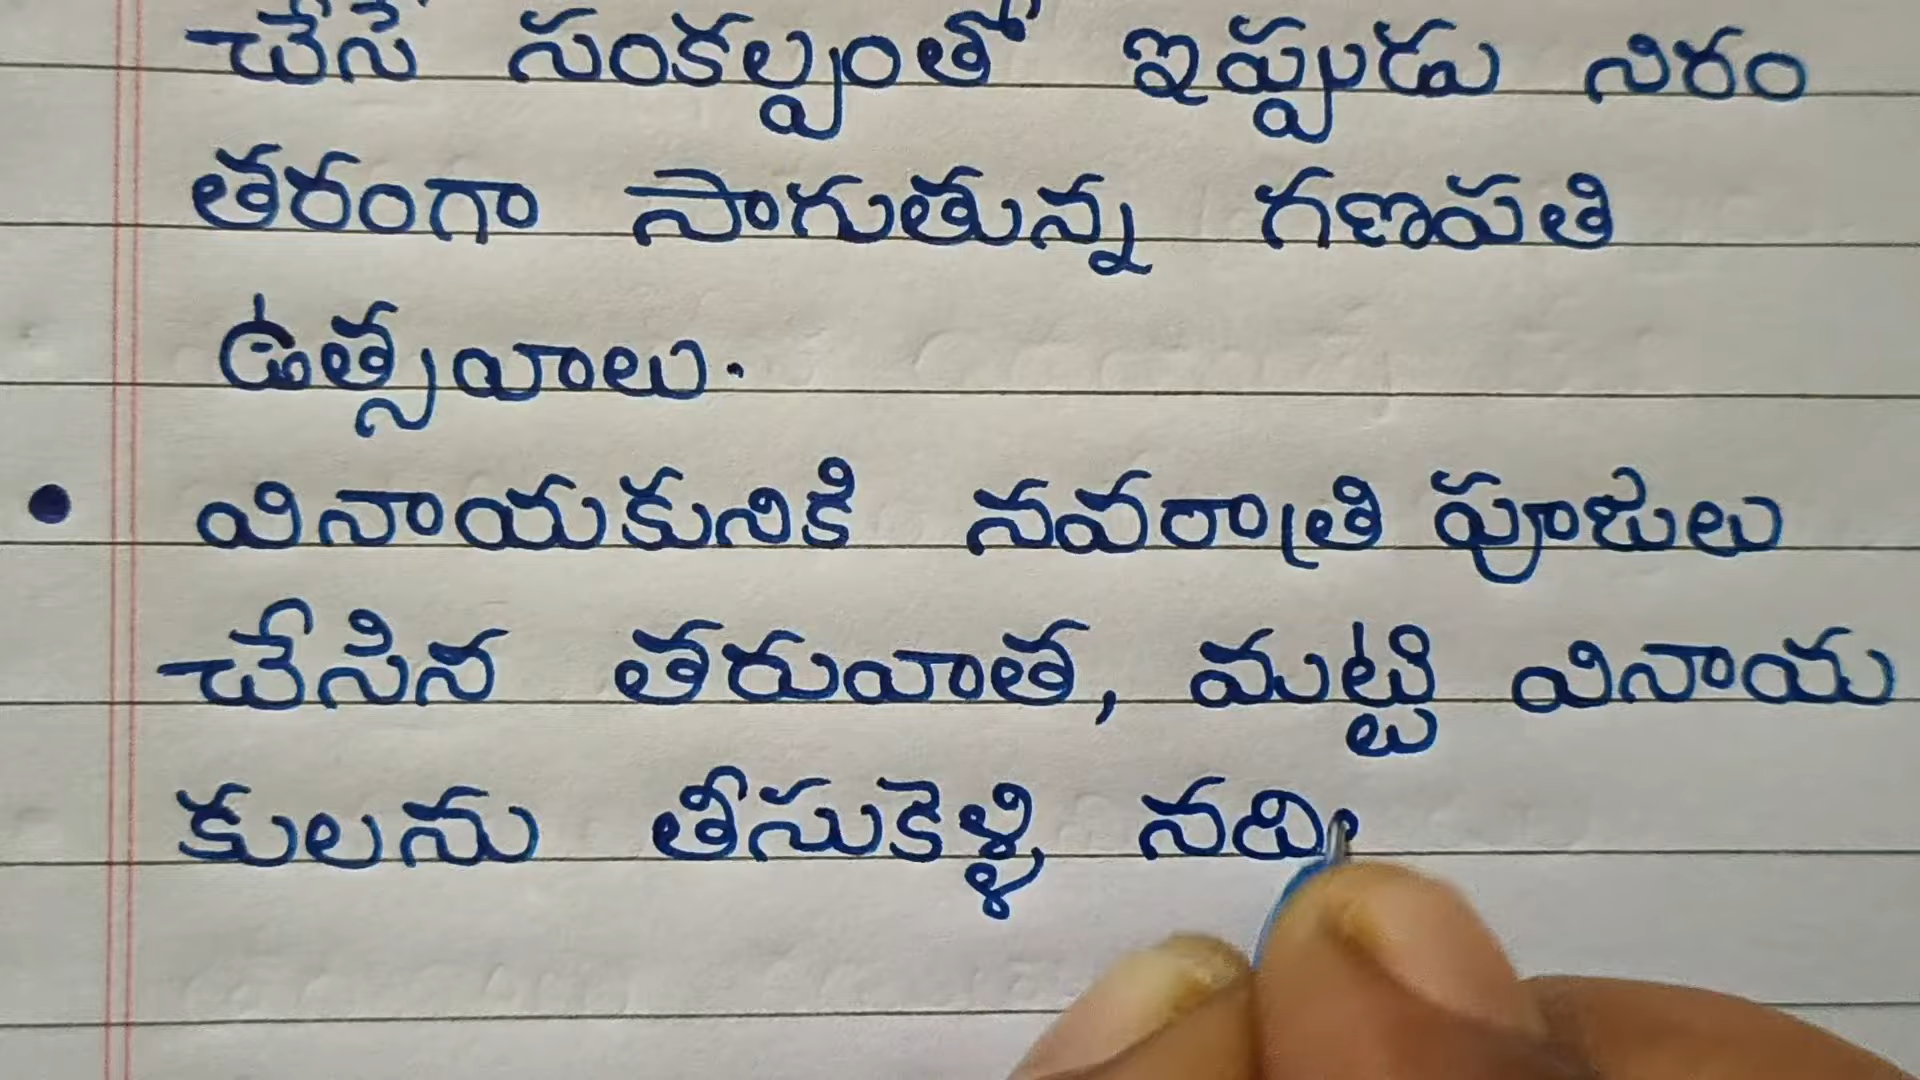 చేసే సంకల్పంతో ఇప్పుడు నిరం
తరంగా సాగుతున్న గణపతి
ఉత్సవాలు.
• వినాయకునికి నవరాత్రి పూజలు
చేసిన తరువాత, మట్టి వినాయ
కులను తీసుకెళ్ళి